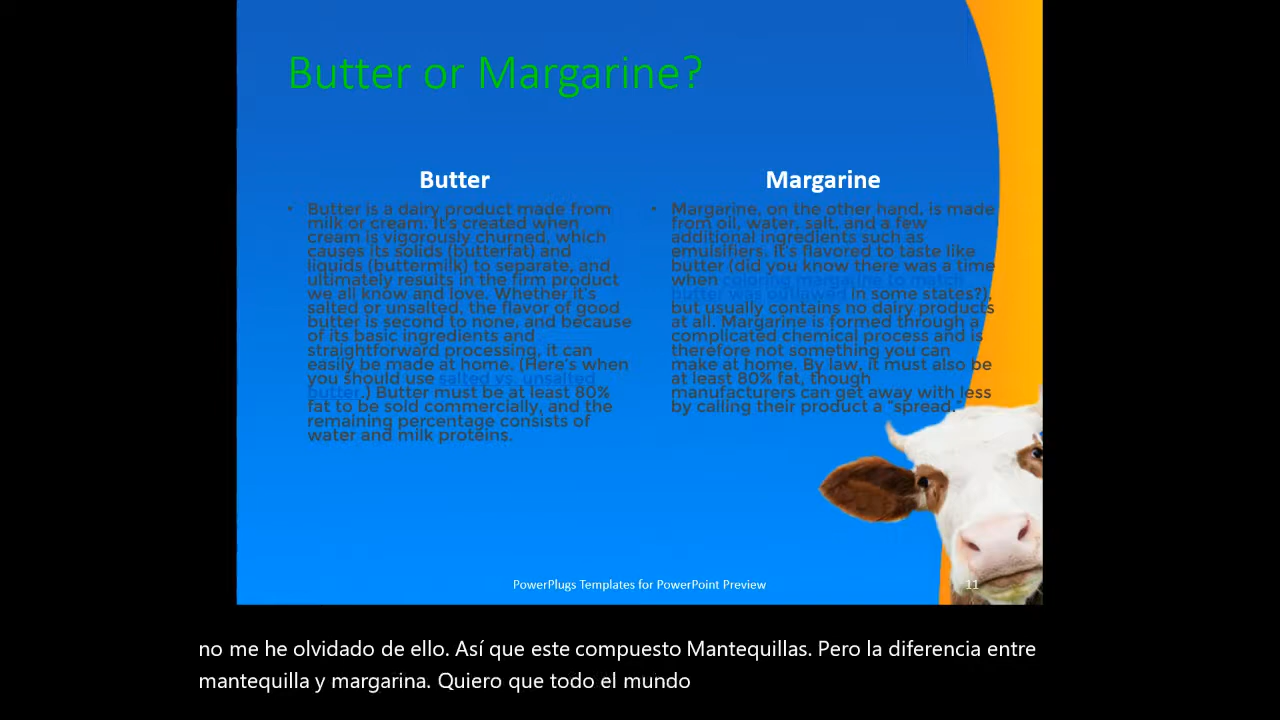 Butter or Margarine?
Butter
• Butter is a dairy product made from
milk or cream. It's created when
cream is vigorously churned, which
causes its solids (butterfat) and
liquids (buttermilk) to separate, and
ultimately results in the firm product
we all know and love. Whether it's
salted or unsalted, the flavor of good
butter is second to none, and because
of its basic ingredients and
straightforward processing, it can
easily be made at home. (Here's when
you should use salted vs. unsalted
butter.) Butter must be at least 80%
fat to be sold commercially, and the
remaining percentage consists of
water and milk proteins.
Margarine
• Margarine, on the other hand, is made
from oil, water, salt, and a few
additional ingredients such as
emulsifiers. It's flavored to taste like
butter (did you know there was a time
when coloring margarine to match
butter was outlawed in some states?),
but usually contains no dairy products
at all. Margarine is formed through a
complicated chemical process and is
therefore not something you can
make at home. By law, it must also be
at least 80% fat, though
manufacturers can get away with less
by calling their product a "spread."
PowerPlugs Templates for PowerPoint Preview
11
no me he olvidado de ello. Así que este compuesto Mantequillas. Pero la diferencia entre
mantequilla y margarina. Quiero que todo el mundo